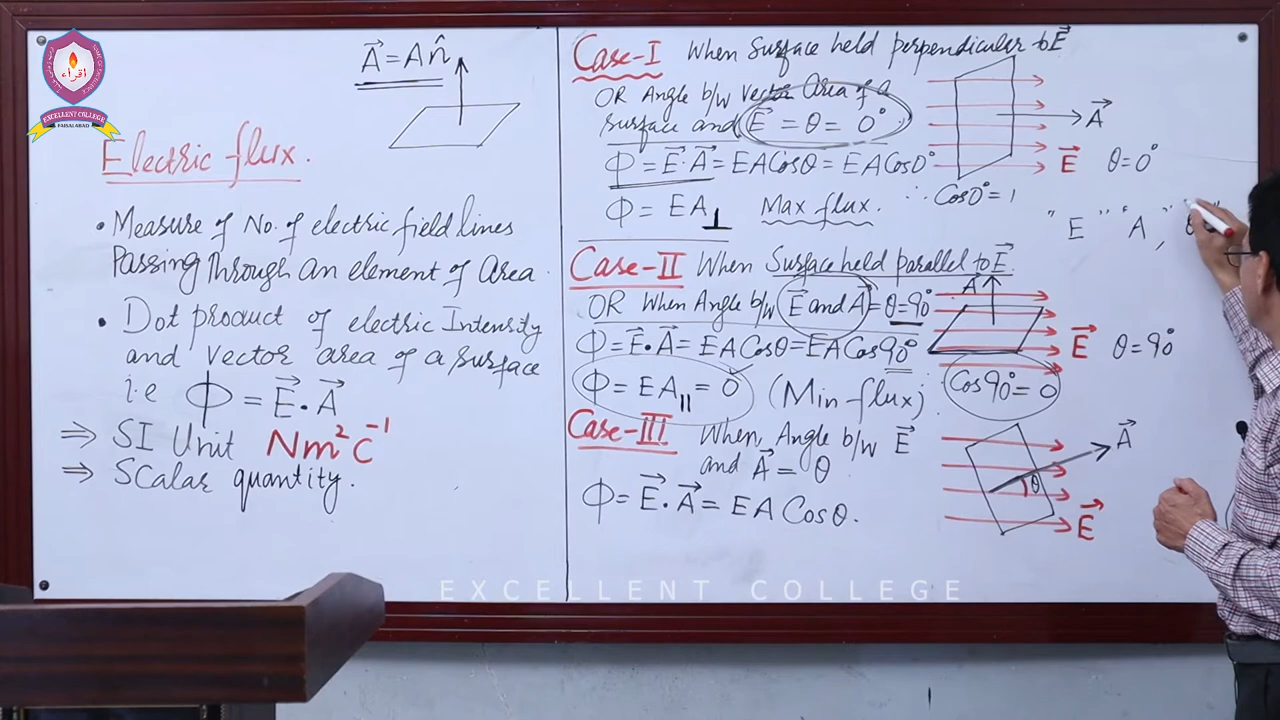 اقراء
EXCELLENT COLLEGE
FAISALABAD
A⃗ = An̂
Electric flux.
• Measure of No. of electric field lines
Passing Through An element of Area.
• Dot product of electric Intensity
and vector area of a surface
i.e Φ = E⃗ . A⃗
⇒ SI Unit Nm²C⁻¹
⇒ Scalar quantity.
Case-I When Surface held perpendicular to E⃗
OR Angle b/w vector Area of a
surface and E⃗ = θ = 0°
Φ = E⃗ . A⃗ = EACosθ = EACos0°
Φ = EA⊥ Max flux. ∵ Cos0° = 1
A⃗
E⃗ θ = 0°
"E" "A", "θ"
Case-II When Surface held parallel to E⃗.
OR When Angle b/w E⃗ and A⃗ = θ = 90°
Φ = E⃗ . A⃗ = EACosθ = EACos90°
Φ = EA|| = 0 (Min flux) Cos90° = 0
A⃗
E⃗ θ = 90°
Case-III When, Angle b/w E⃗
and A⃗ = θ
Φ = E⃗ . A⃗ = EA Cosθ.
A⃗
θ
E⃗
EXCELLENT COLLEGE